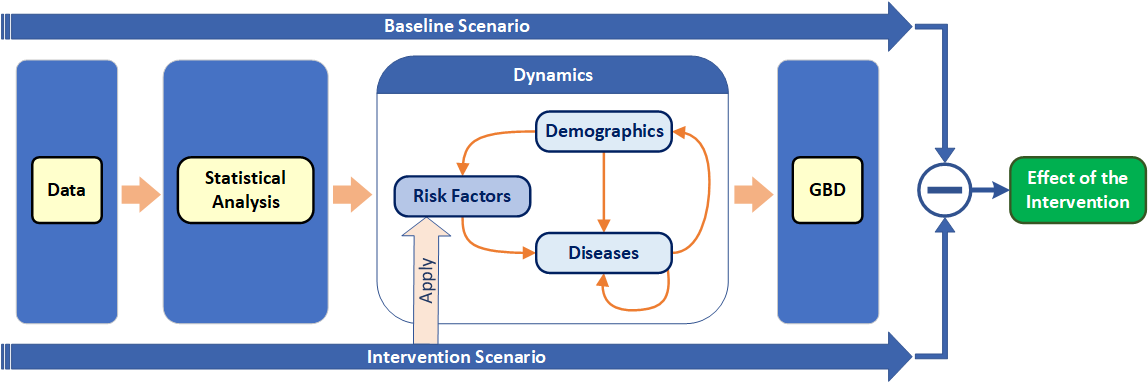 Baseline Scenario
Dynamics
Data
Statistical
Analysis
Demographics
Risk Factors
Diseases
Apply
GBD
Effect of the
Intervention
Intervention Scenario